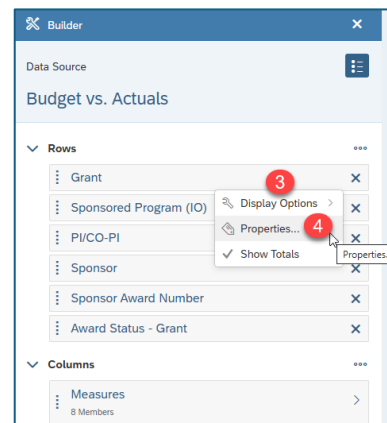 Builder
Data Source
Budget vs. Actuals
Rows
Grant
3
Display Options
Sponsored Program (IO)
Properties... 4
PI/CO-PI
Properties.
Show Totals
Sponsor
Sponsor Award Number
Award Status - Grant
Columns
Measures
8 Members